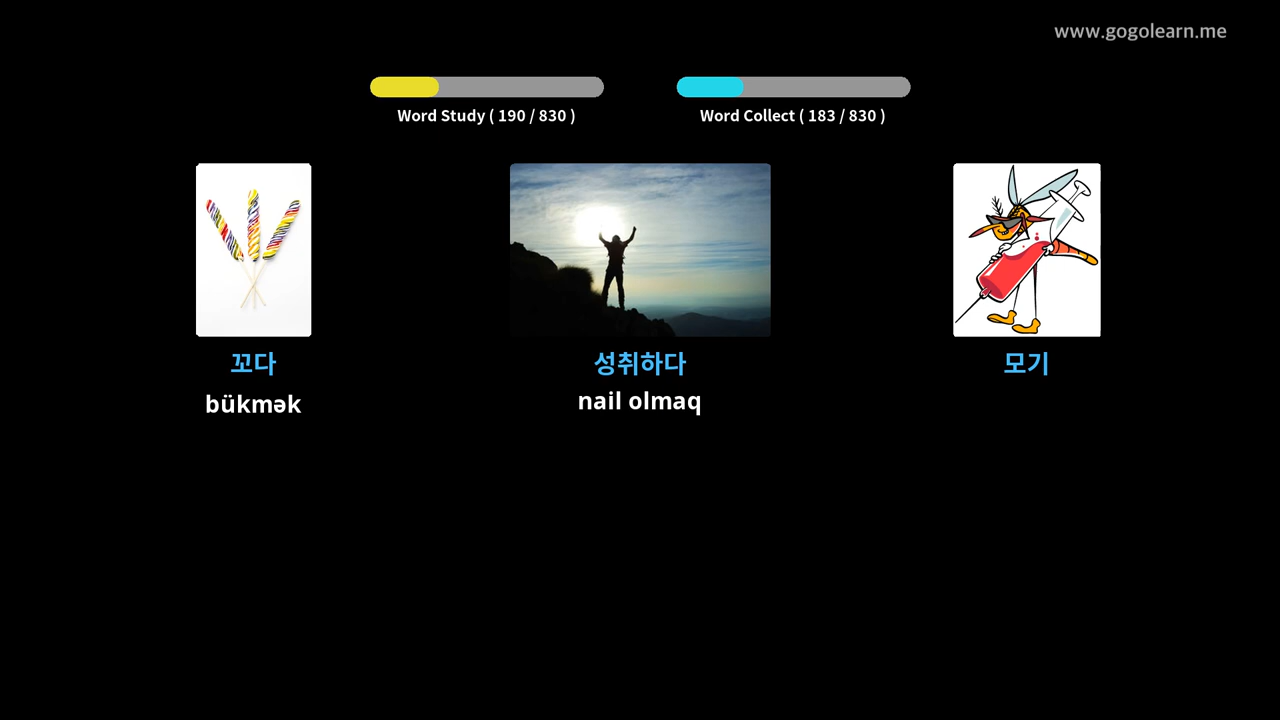 www.gogolearn.me
Word Study ( 190 / 830 )
Word Collect ( 183 / 830 )
꼬다
bükmək
성취하다
nail olmaq
모기